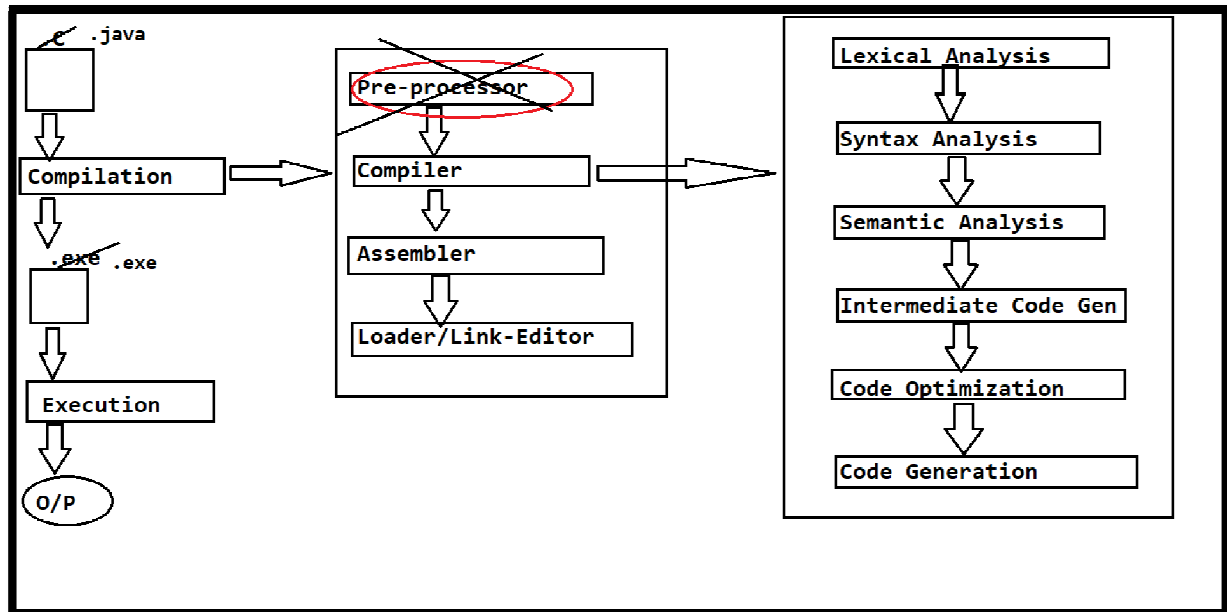 C .java
Compilation
.exe .exe
Execution
O/P
Pre-processor
Compiler
Assembler
Loader/Link-Editor
Lexical Analysis
Syntax Analysis
Semantic Analysis
Intermediate Code Gen
Code Optimization
Code Generation